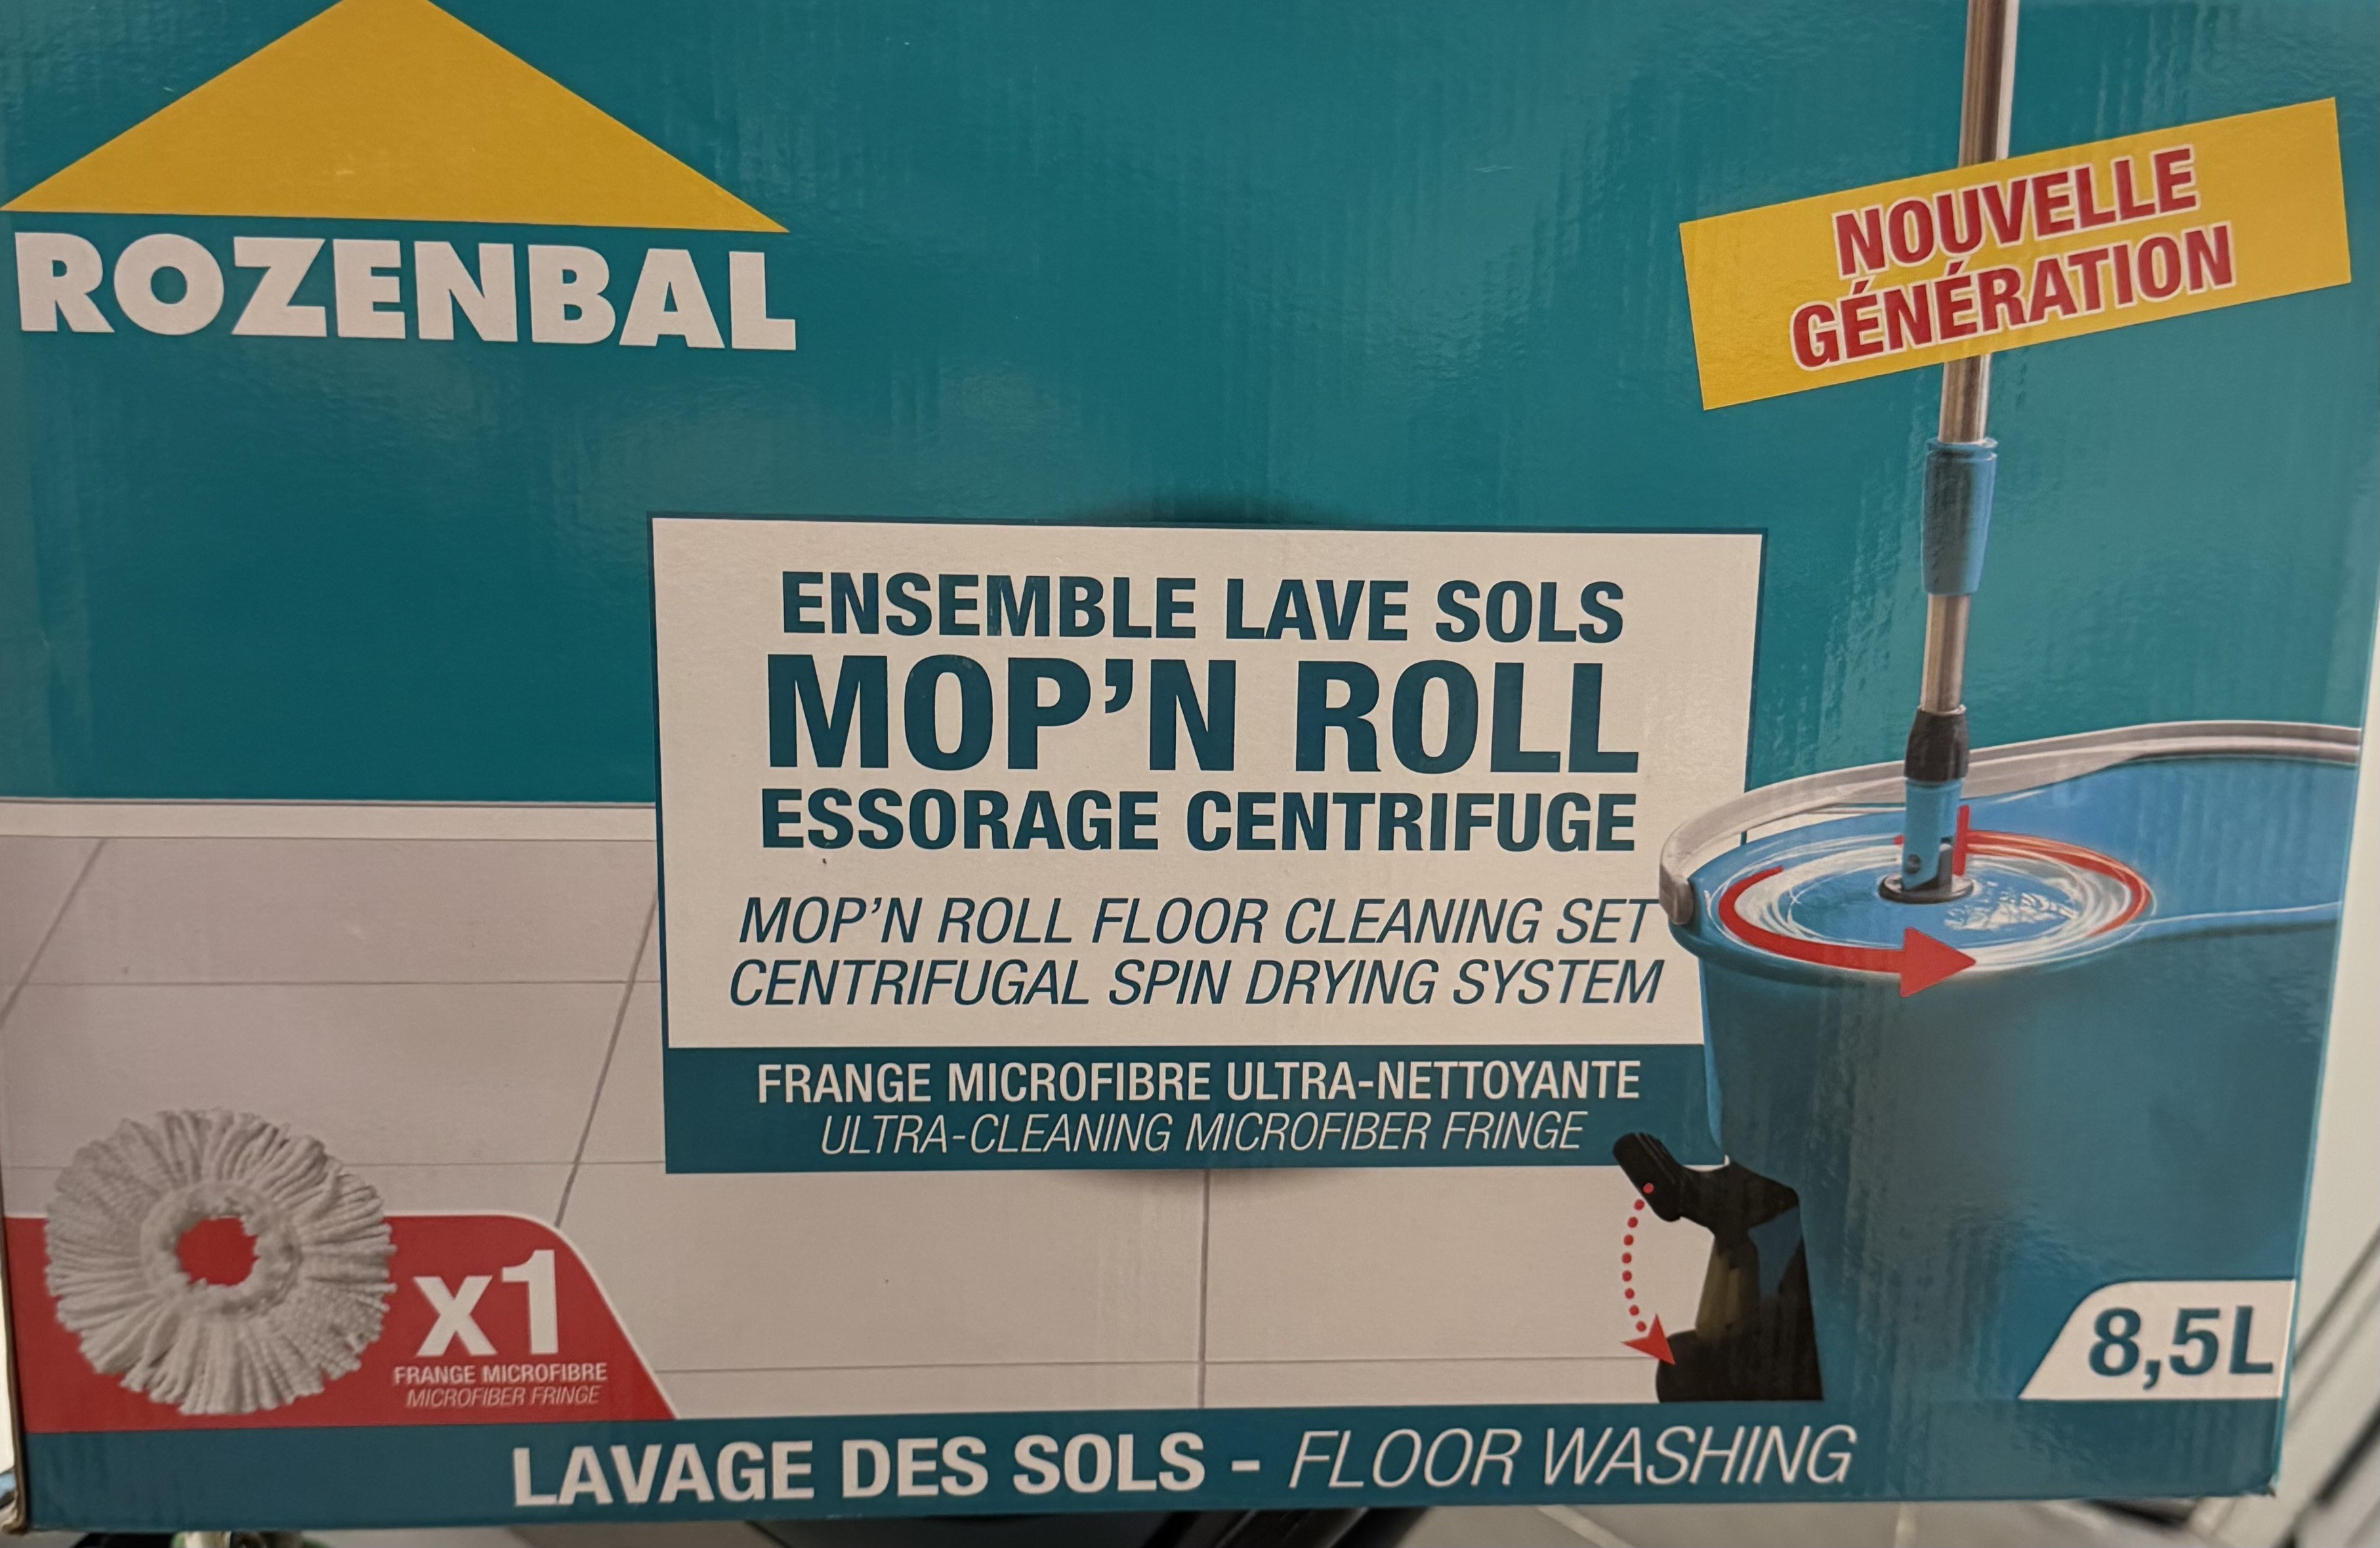 ROZENBAL
NOUVELLE
GÉNÉRATION
ENSEMBLE LAVE SOLS
MOP'N ROLL
ESSORAGE CENTRIFUGE
MOP'N ROLL FLOOR CLEANING SET
CENTRIFUGAL SPIN DRYING SYSTEM
FRANGE MICROFIBRE ULTRA-NETTOYANTE
ULTRA-CLEANING MICROFIBER FRINGE
x1
FRANGE MICROFIBRE
MICROFIBER FRINGE
8,5L
LAVAGE DES SOLS - FLOOR WASHING